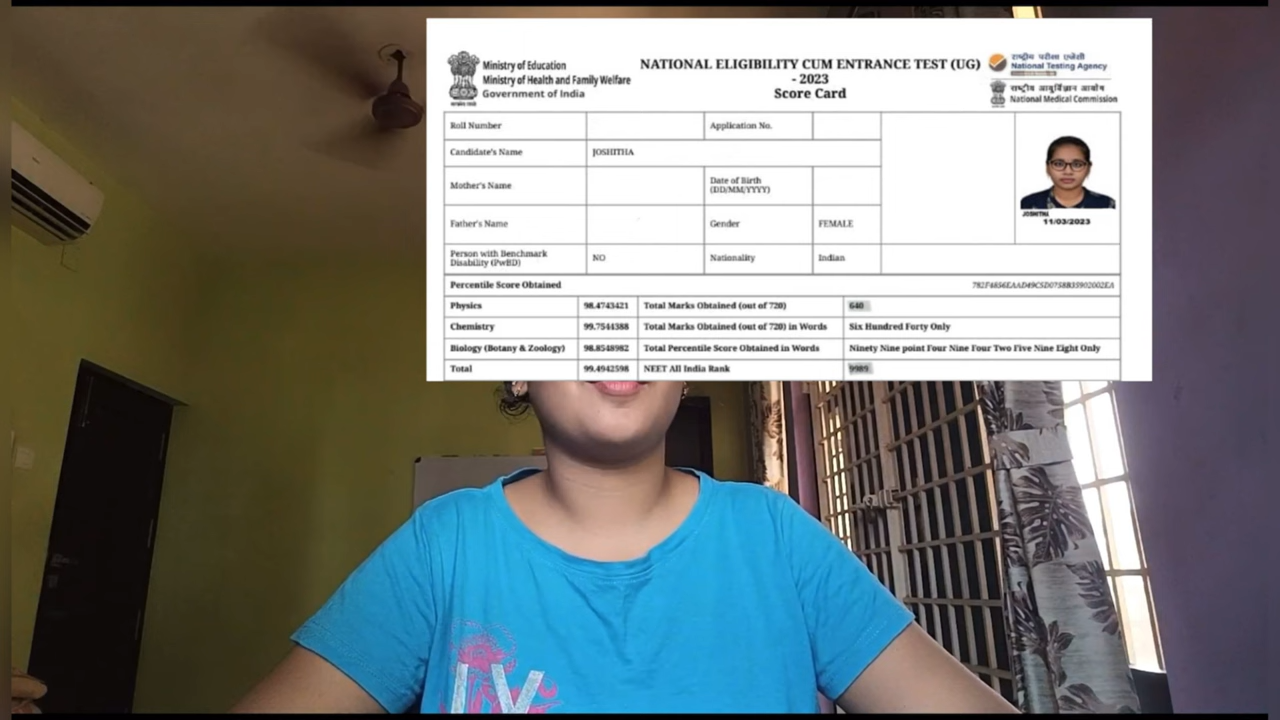 Ministry of Education
Ministry of Health and Family Welfare
Government of India
NATIONAL ELIGIBILITY CUM ENTRANCE TEST (UG)
- 2023
Score Card
राष्ट्रीय परीक्षा एजेंसी
National Testing Agency
राष्ट्रीय आयुर्विज्ञान आयोग
National Medical Commission
Roll Number Application No.
Candidate's Name JOSHITHA
Mother's Name Date of Birth
(DD/MM/YYYY)
JOSHITHA
11/03/2023
Father's Name Gender FEMALE
Person with Benchmark
Disability (PwBD) NO Nationality Indian
Percentile Score Obtained
Physics 98.4743421 Total Marks Obtained (out of 720) 640
Chemistry 99.7544388 Total Marks Obtained (out of 720) in Words Six Hundred Forty Only
Biology (Botany & Zoology) 98.8548982 Total Percentile Score Obtained in Words Ninety Nine point Four Nine Four Two Five Nine Eight Only
Total 99.4942598 NEET All India Rank 9989